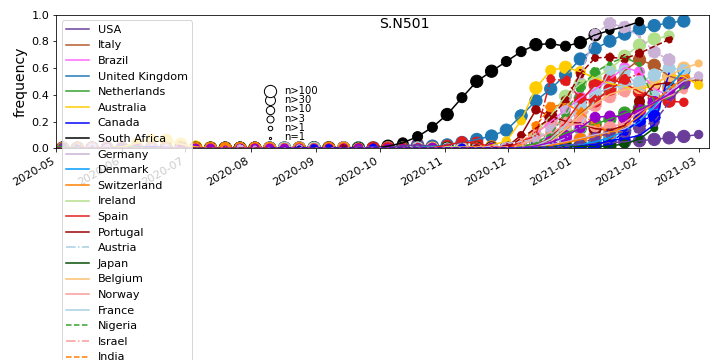 S.N501
frequency
1.0
0.8
0.6
0.4
0.2
0.0
n>100
n>30
n>10
n>3
n>1
n=1
USA
Italy
Brazil
United Kingdom
Netherlands
Australia
Canada
South Africa
Germany
Denmark
Switzerland
Ireland
Spain
Portugal
Austria
Japan
Belgium
Norway
France
Nigeria
Israel
India
2020-05
2020-07
2020-08
2020-09
2020-10
2020-11
2020-12
2021-01
2021-02
2021-03